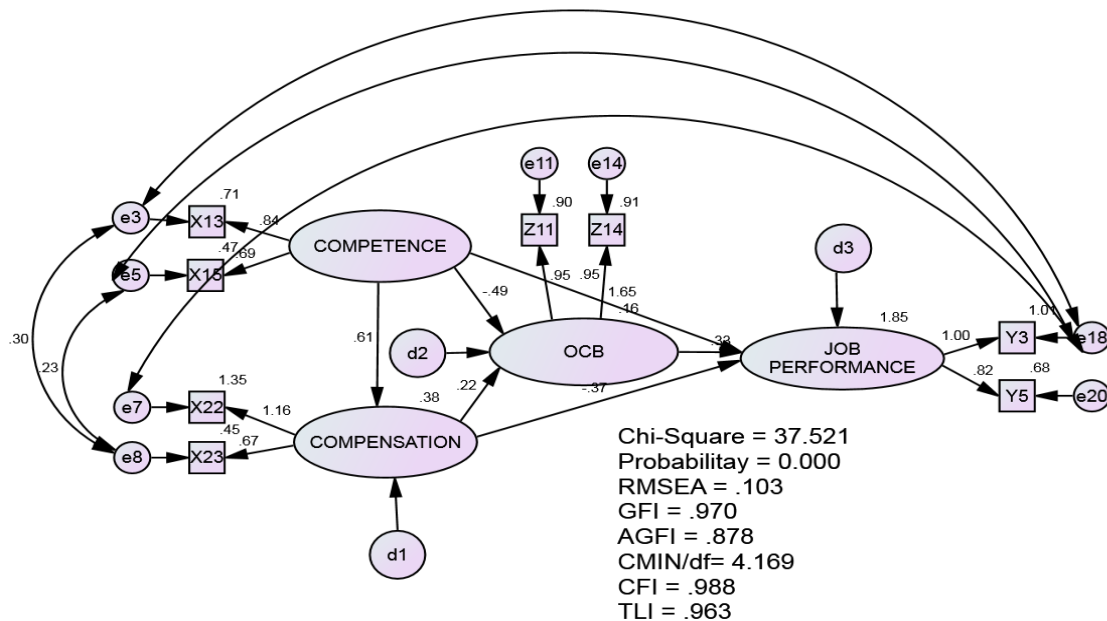 e11
e14
.90
.91
.71
e3
X13
.84
Z11
Z14
COMPETENCE
d3
.47
e5
X15
.69
.95
.95
1.65
-.49
.16
1.85
1.01
.30
.61
d2
OCB
.33
JOB
PERFORMANCE
1.00
Y3
e18
.23
.82
.68
1.35
.38
.22
-.37
Y5
e20
e7
X22
1.16
.45
COMPENSATION
e8
X23
.67
d1
Chi-Square = 37.521
Probabilitay = 0.000
RMSEA = .103
GFI = .970
AGFI = .878
CMIN/df= 4.169
CFI = .988
TLI = .963